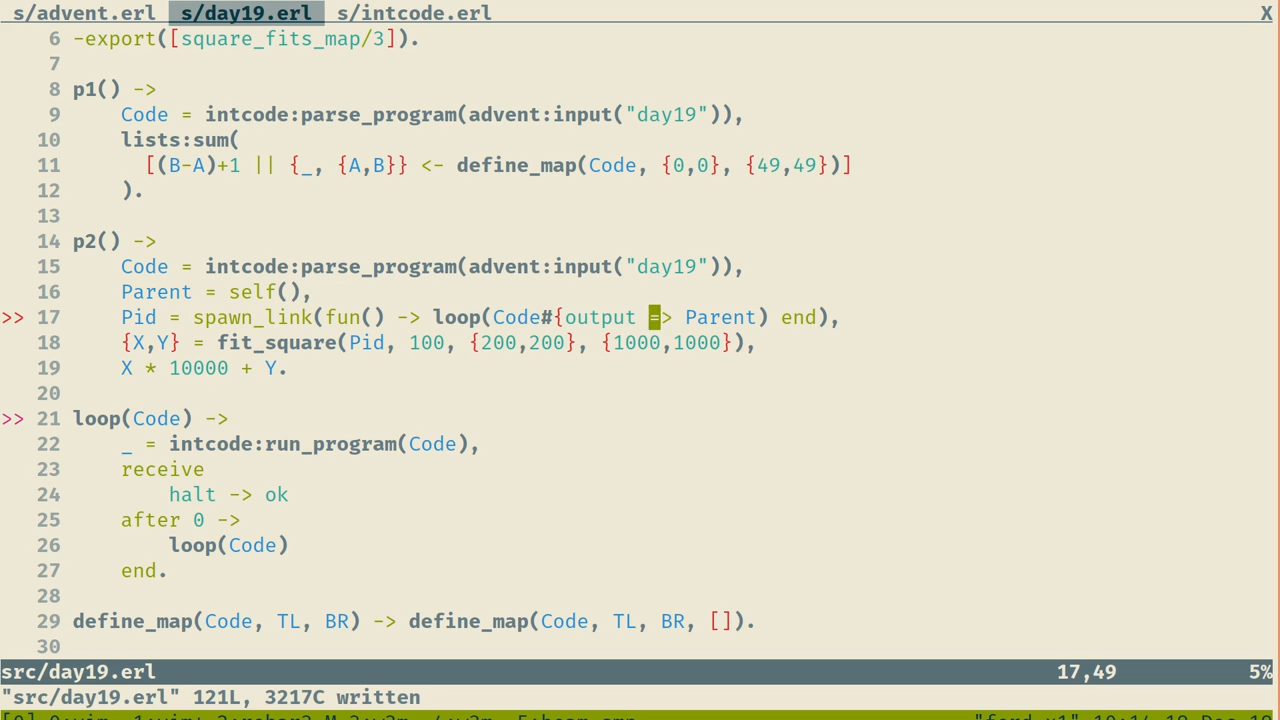 s/advent.erl s/day19.erl s/intcode.erl X
6 -export([square_fits_map/3]).
7
8 p1() ->
9 Code = intcode:parse_program(advent:input("day19")),
10 lists:sum(
11 [(B-A)+1 || {_, {A,B}} <- define_map(Code, {0,0}, {49,49})]
12 ).
13
14 p2() ->
15 Code = intcode:parse_program(advent:input("day19")),
16 Parent = self(),
>> 17 Pid = spawn_link(fun() -> loop(Code#{output => Parent) end),
18 {X,Y} = fit_square(Pid, 100, {200,200}, {1000,1000}),
19 X * 10000 + Y.
20
>> 21 loop(Code) ->
22 _ = intcode:run_program(Code),
23 receive
24 halt -> ok
25 after 0 ->
26 loop(Code)
27 end.
28
29 define_map(Code, TL, BR) -> define_map(Code, TL, BR, []).
30
src/day19.erl 17,49 5%
"src/day19.erl" 121L, 3217C written